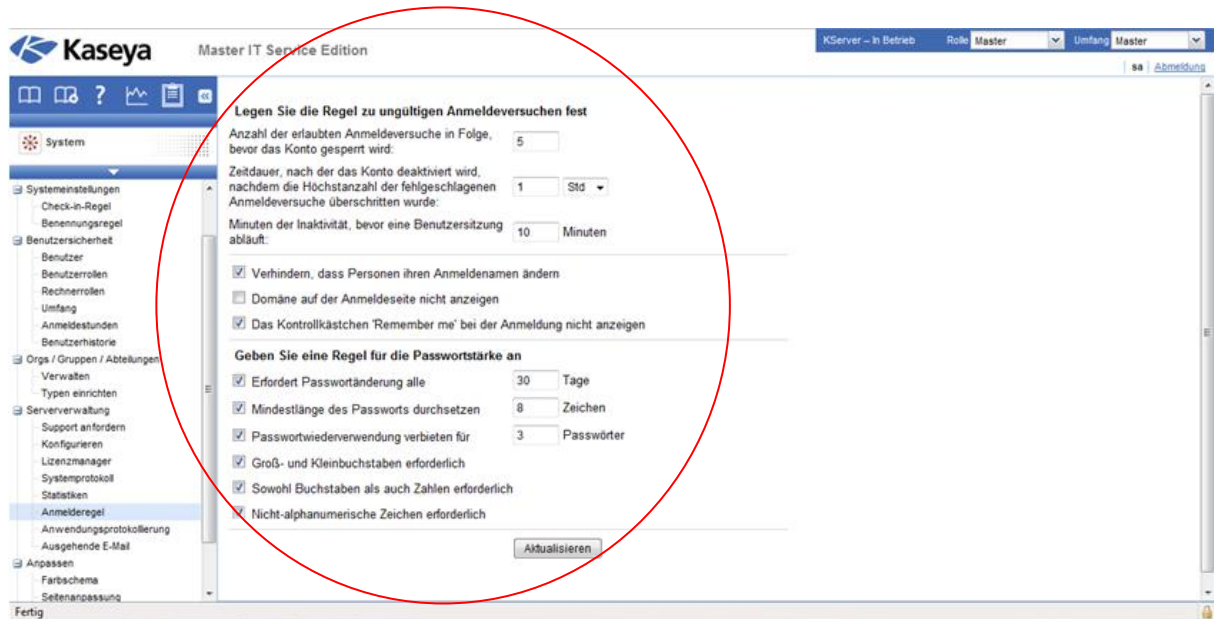 Kaseya
Master IT Service Edition
KServer – In Betrieb Rolle Master Umfang Master
sa Abmeldung
?
System
Systemeinstellungen
Check-in-Regel
Benennungsregel
Benutzersicherheit
Benutzer
Benutzerrollen
Rechnerrollen
Umfang
Anmeldestunden
Benutzerhistorie
Orgs / Gruppen / Abteilungen
Verwalten
Typen einrichten
Serververwaltung
Support anfordern
Konfigurieren
Lizenzmanager
Systemprotokoll
Statistiken
Anmelderegel
Anwendungsprotokollierung
Ausgehende E-Mail
Anpassen
Farbschema
Seitenanpassung
Legen Sie die Regel zu ungültigen Anmeldeversuchen fest
Anzahl der erlaubten Anmeldeversuche in Folge,
bevor das Konto gesperrt wird: 5
Zeitdauer, nach der das Konto deaktiviert wird,
nachdem die Höchstanzahl der fehlgeschlagenen 1 Std
Anmeldeversuche überschritten wurde:
Minuten der Inaktivität, bevor eine Benutzersitzung 10 Minuten
abläuft:
Verhindern, dass Personen ihren Anmeldenamen ändern
Domäne auf der Anmeldeseite nicht anzeigen
Das Kontrollkästchen 'Remember me' bei der Anmeldung nicht anzeigen
Geben Sie eine Regel für die Passwortstärke an
Erfordert Passwortänderung alle 30 Tage
Mindestlänge des Passworts durchsetzen 8 Zeichen
Passwortwiederverwendung verbieten für 3 Passwörter
Groß- und Kleinbuchstaben erforderlich
Sowohl Buchstaben als auch Zahlen erforderlich
Nicht-alphanumerische Zeichen erforderlich
Aktualisieren
Fertig